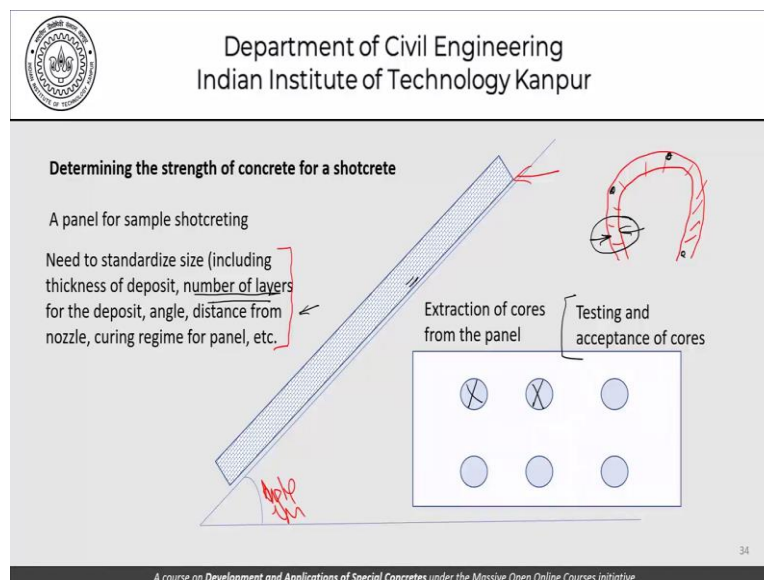 Department of Civil Engineering
Indian Institute of Technology Kanpur
Determining the strength of concrete for a shotcrete
A panel for sample shotcreting
Need to standardize size (including
thickness of deposit, number of layers
for the deposit, angle, distance from
nozzle, curing regime for panel, etc.
Extraction of cores
from the panel
Testing and
acceptance of cores
34
A course on Development and Applications of Special Concretes under the Massive Open Online Courses initiative